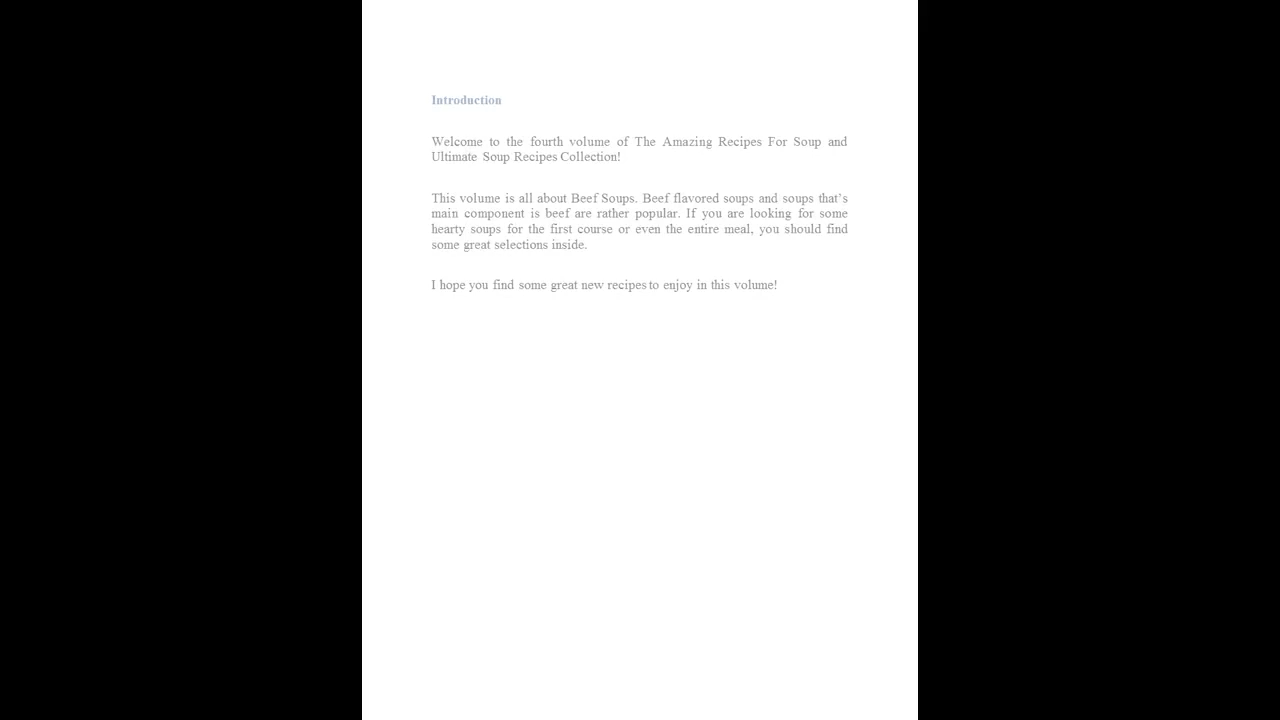 Introduction
Welcome to the fourth volume of The Amazing Recipes For Soup and
Ultimate Soup Recipes Collection!
This volume is all about Beef Soups. Beef flavored soups and soups that’s
main component is beef are rather popular. If you are looking for some
hearty soups for the first course or even the entire meal, you should find
some great selections inside.
I hope you find some great new recipes to enjoy in this volume!